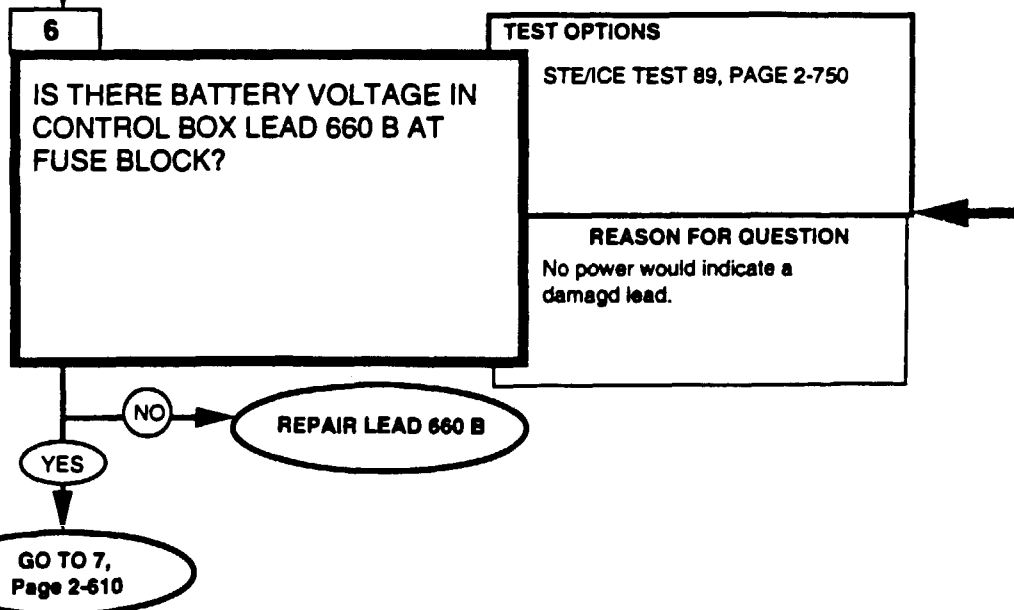 6
IS THERE BATTERY VOLTAGE IN
CONTROL BOX LEAD 660 B AT
FUSE BLOCK?
TEST OPTIONS
STE/ICE TEST 89, PAGE 2-750
REASON FOR QUESTION
No power would indicate a
damagd lead.
NO
REPAIR LEAD 660 B
YES
GO TO 7,
Page 2-610